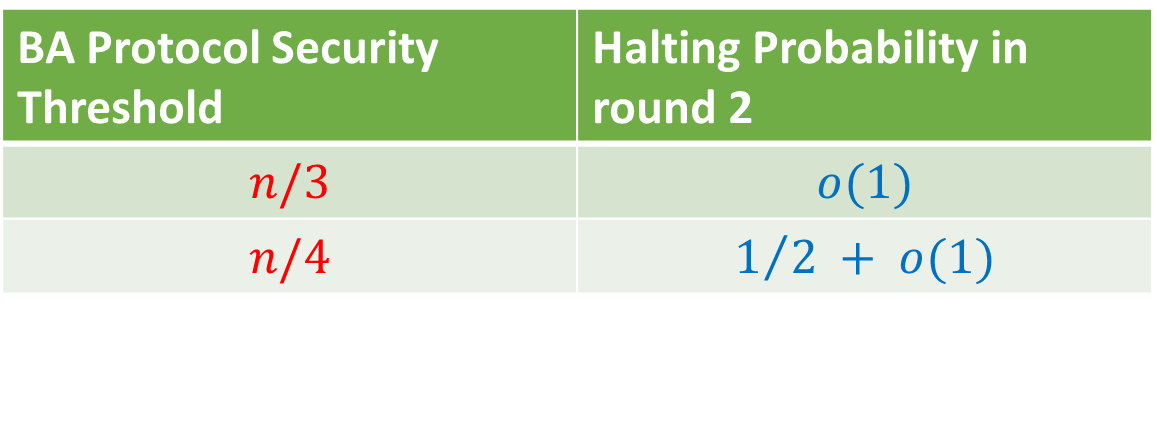 BA Protocol Security
Threshold
Halting Probability in
round 2
n/3
o(1)
n/4
1/2 + o(1)